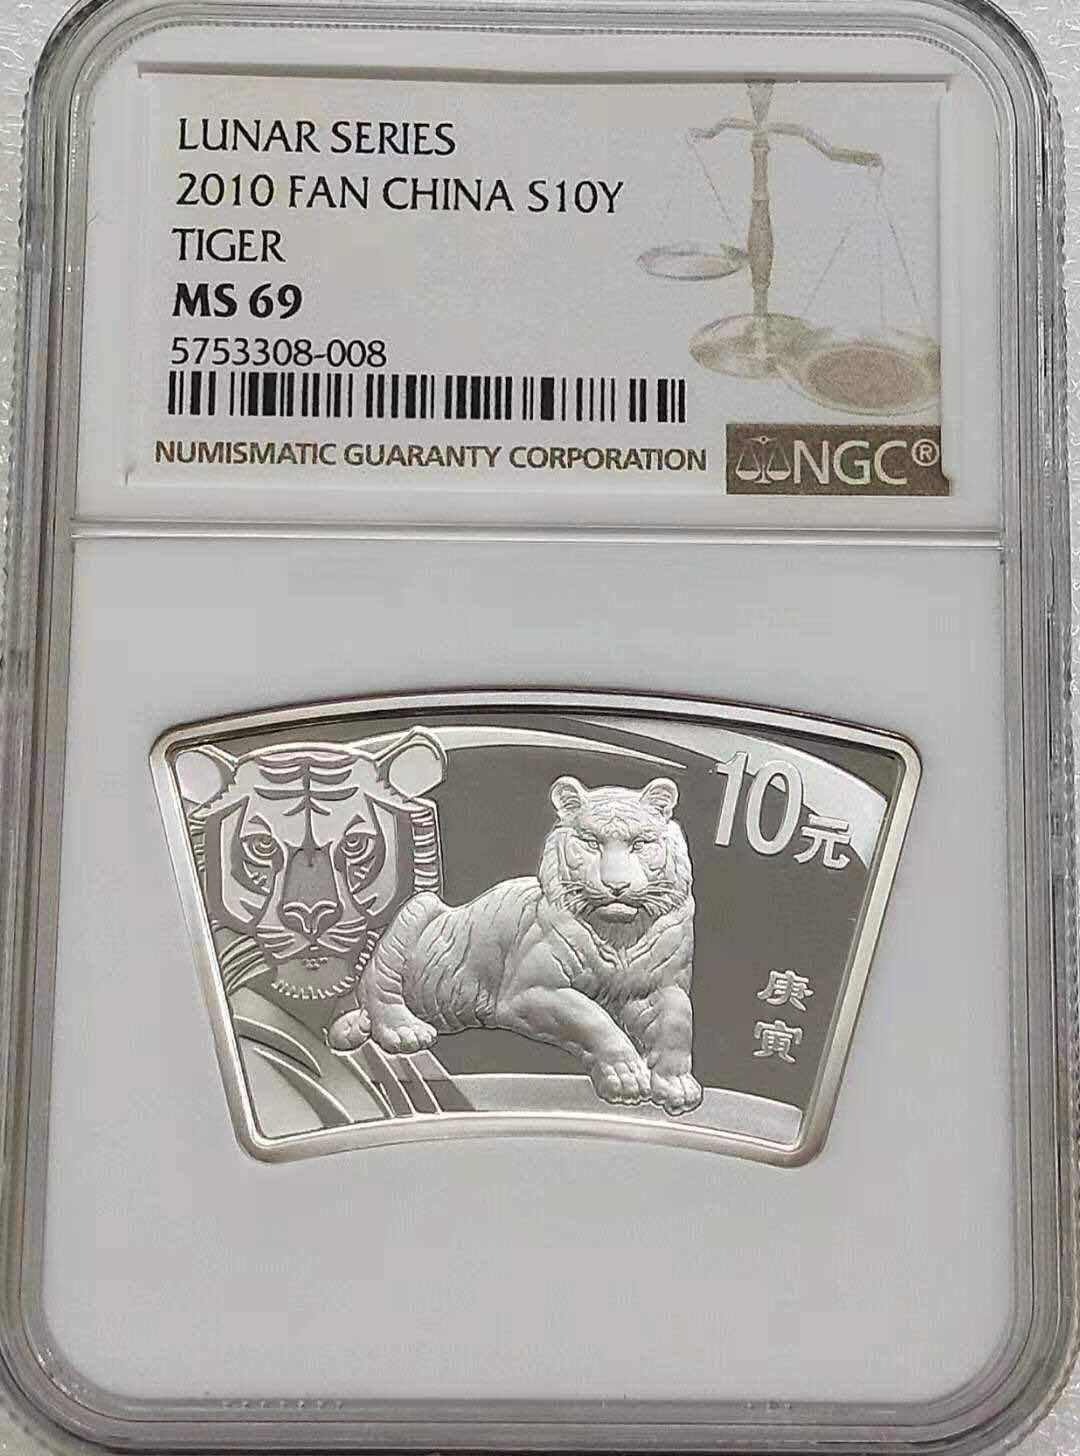 LUNAR SERIES
2010 FAN CHINA S10Y
TIGER
MS 69
5753308-008
NUMISMATIC GUARANTY CORPORATION
NGC®
10元
庚
寅